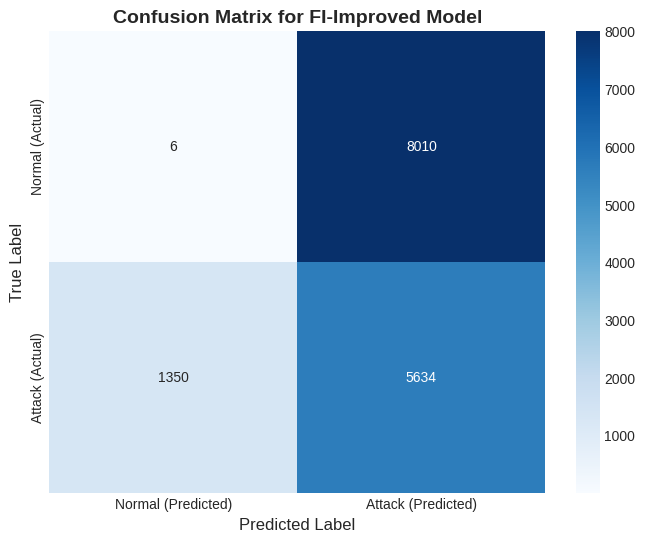 Confusion Matrix for FI-Improved Model
True Label
Normal (Actual)
Attack (Actual)
6
8010
1350
5634
Normal (Predicted)
Attack (Predicted)
Predicted Label
8000
7000
6000
5000
4000
3000
2000
1000